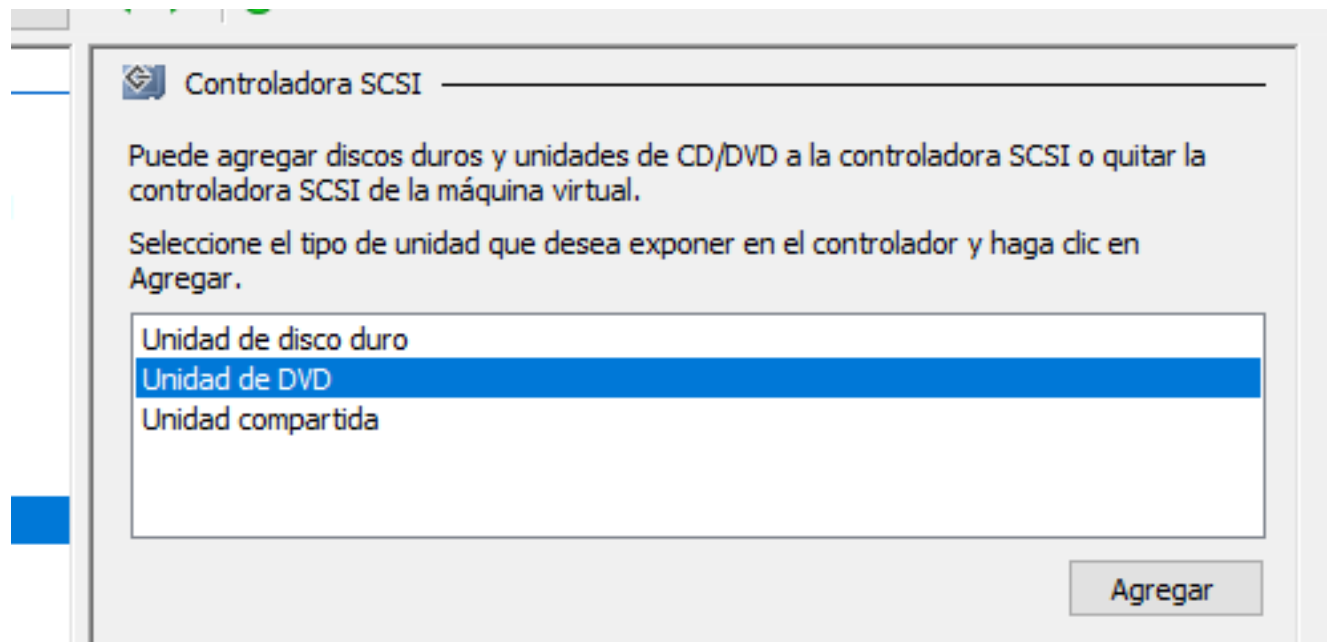 Controladora SCSI
Puede agregar discos duros y unidades de CD/DVD a la controladora SCSI o quitar la
controladora SCSI de la máquina virtual.
Seleccione el tipo de unidad que desea exponer en el controlador y haga clic en
Agregar.
Unidad de disco duro
Unidad de DVD
Unidad compartida
Agregar